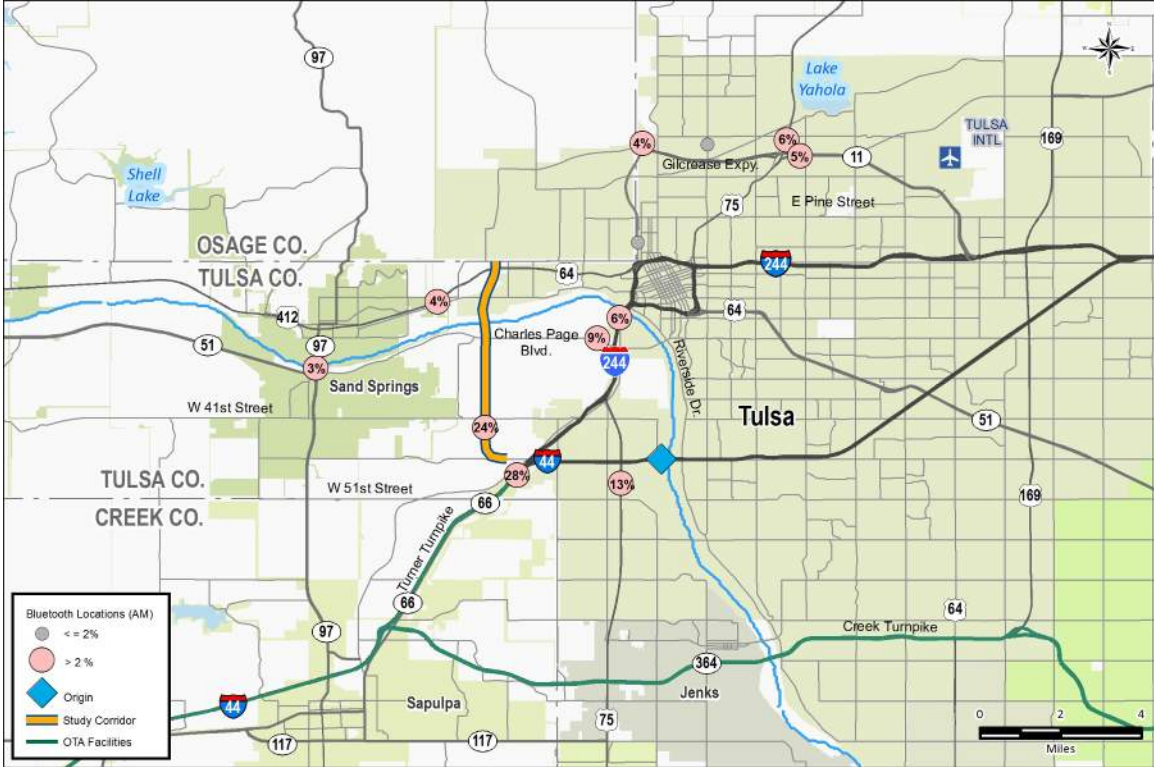 97
Lake
Yahola
TULSA
INTL
169
6%
4%
5%
11
Gilcrease Expy.
Shell
Lake
75
E Pine Street
OSAGE CO.
TULSA CO.
64
244
4%
412
6%
64
51
97
Charles Page
Blvd.
9%
244
Riverside Dr.
3%
Sand Springs
W 41st Street
Tulsa
51
24%
44
TULSA CO.
CREEK CO.
W 51st Street
28%
66
13%
169
Turner Turnpike
66
64
97
Creek Turnpike
364
Jenks
Sapulpa
44
75
117
117
Bluetooth Locations (AM)
< = 2%
> 2 %
Origin
Study Corridor
OTA Facilities
0 2 4
Miles